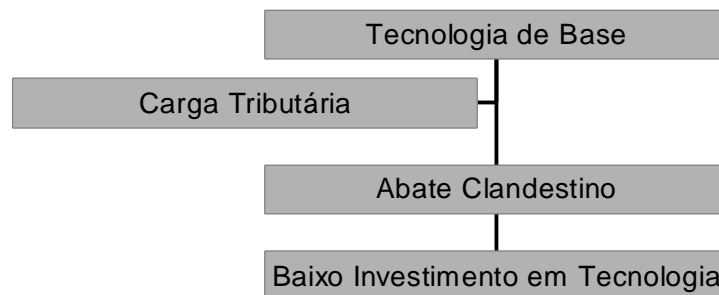 Tecnologia de Base
Carga Tributária
Abate Clandestino
Baixo Investimento em Tecnologia